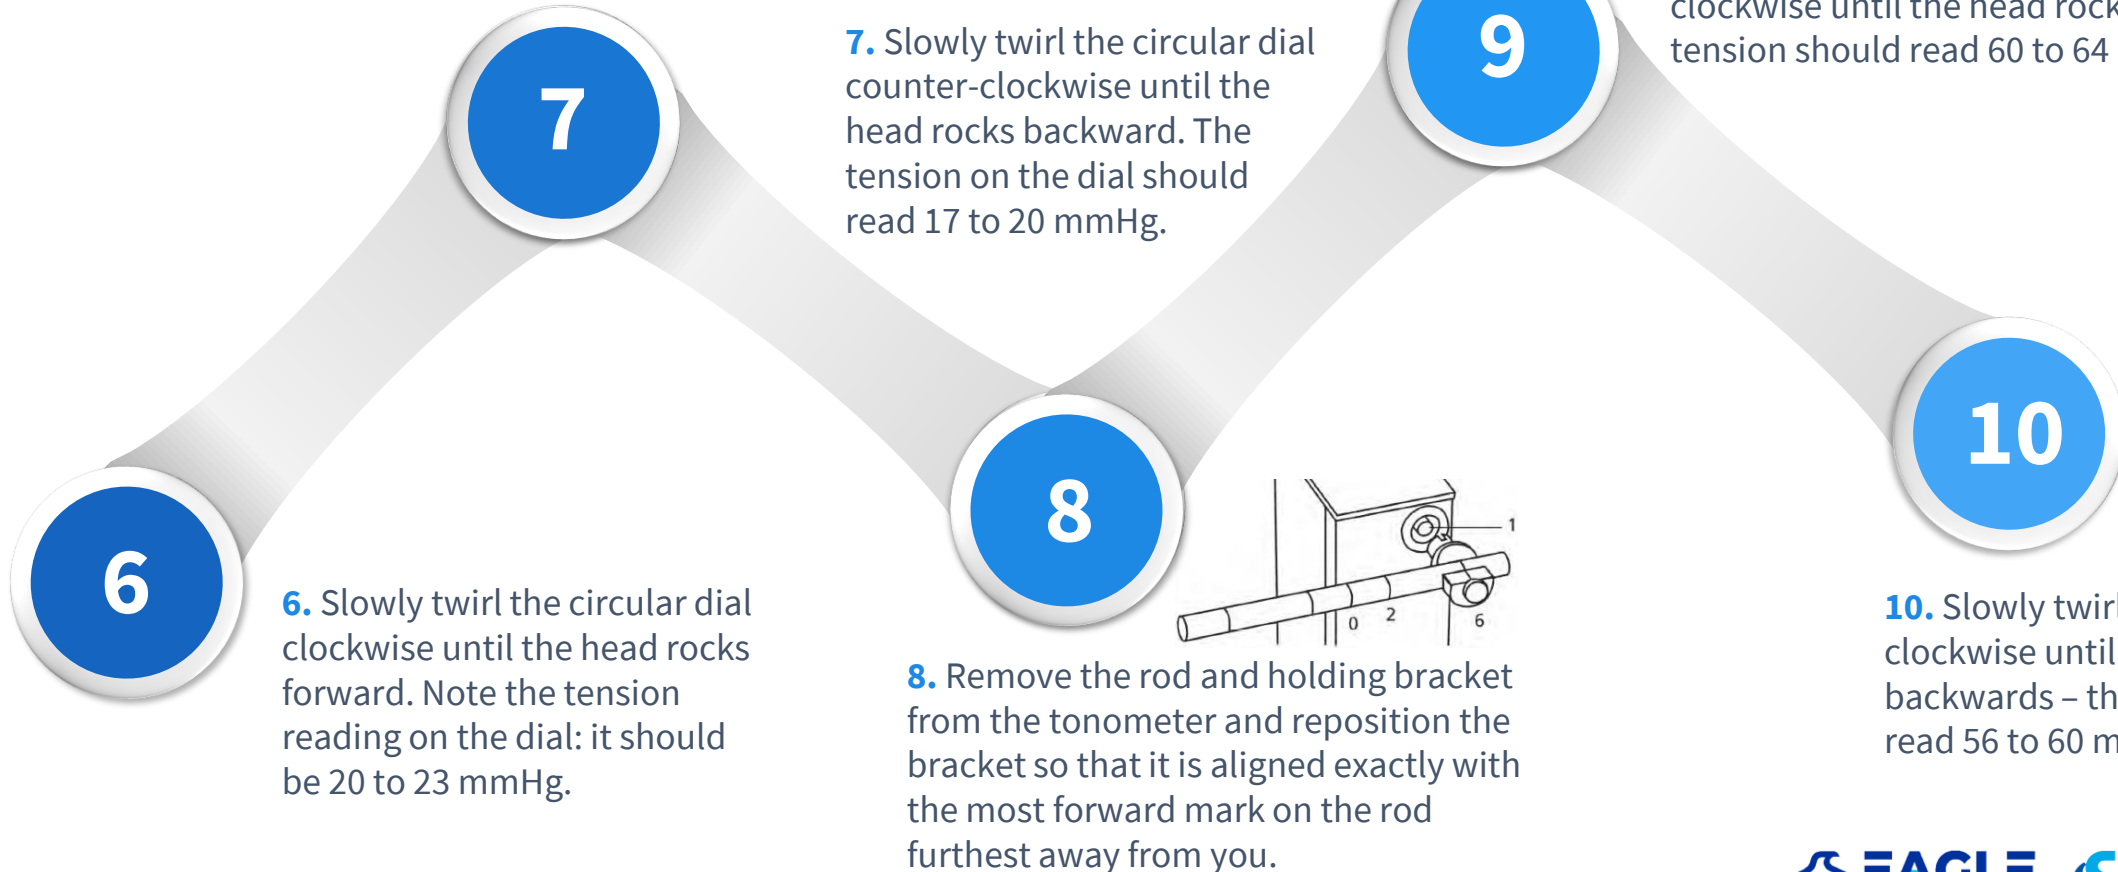 7
7. Slowly twirl the circular dial
counter-clockwise until the
head rocks backward. The
tension on the dial should
read 17 to 20 mmHg.
9
clockwise until the head rock
tension should read 60 to 64
6
6. Slowly twirl the circular dial
clockwise until the head rocks
forward. Note the tension
reading on the dial: it should
be 20 to 23 mmHg.
8
1
0
2
6
8. Remove the rod and holding bracket
from the tonometer and reposition the
bracket so that it is aligned exactly with
the most forward mark on the rod
furthest away from you.
10
10. Slowly twirl
clockwise until
backwards – th
read 56 to 60 m
EAGLE